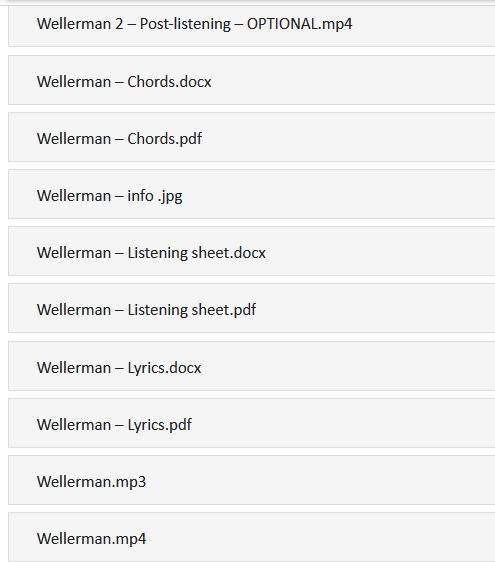 Wellerman 2 – Post-listening – OPTIONAL.mp4
Wellerman – Chords.docx
Wellerman – Chords.pdf
Wellerman – info .jpg
Wellerman – Listening sheet.docx
Wellerman – Listening sheet.pdf
Wellerman – Lyrics.docx
Wellerman – Lyrics.pdf
Wellerman.mp3
Wellerman.mp4